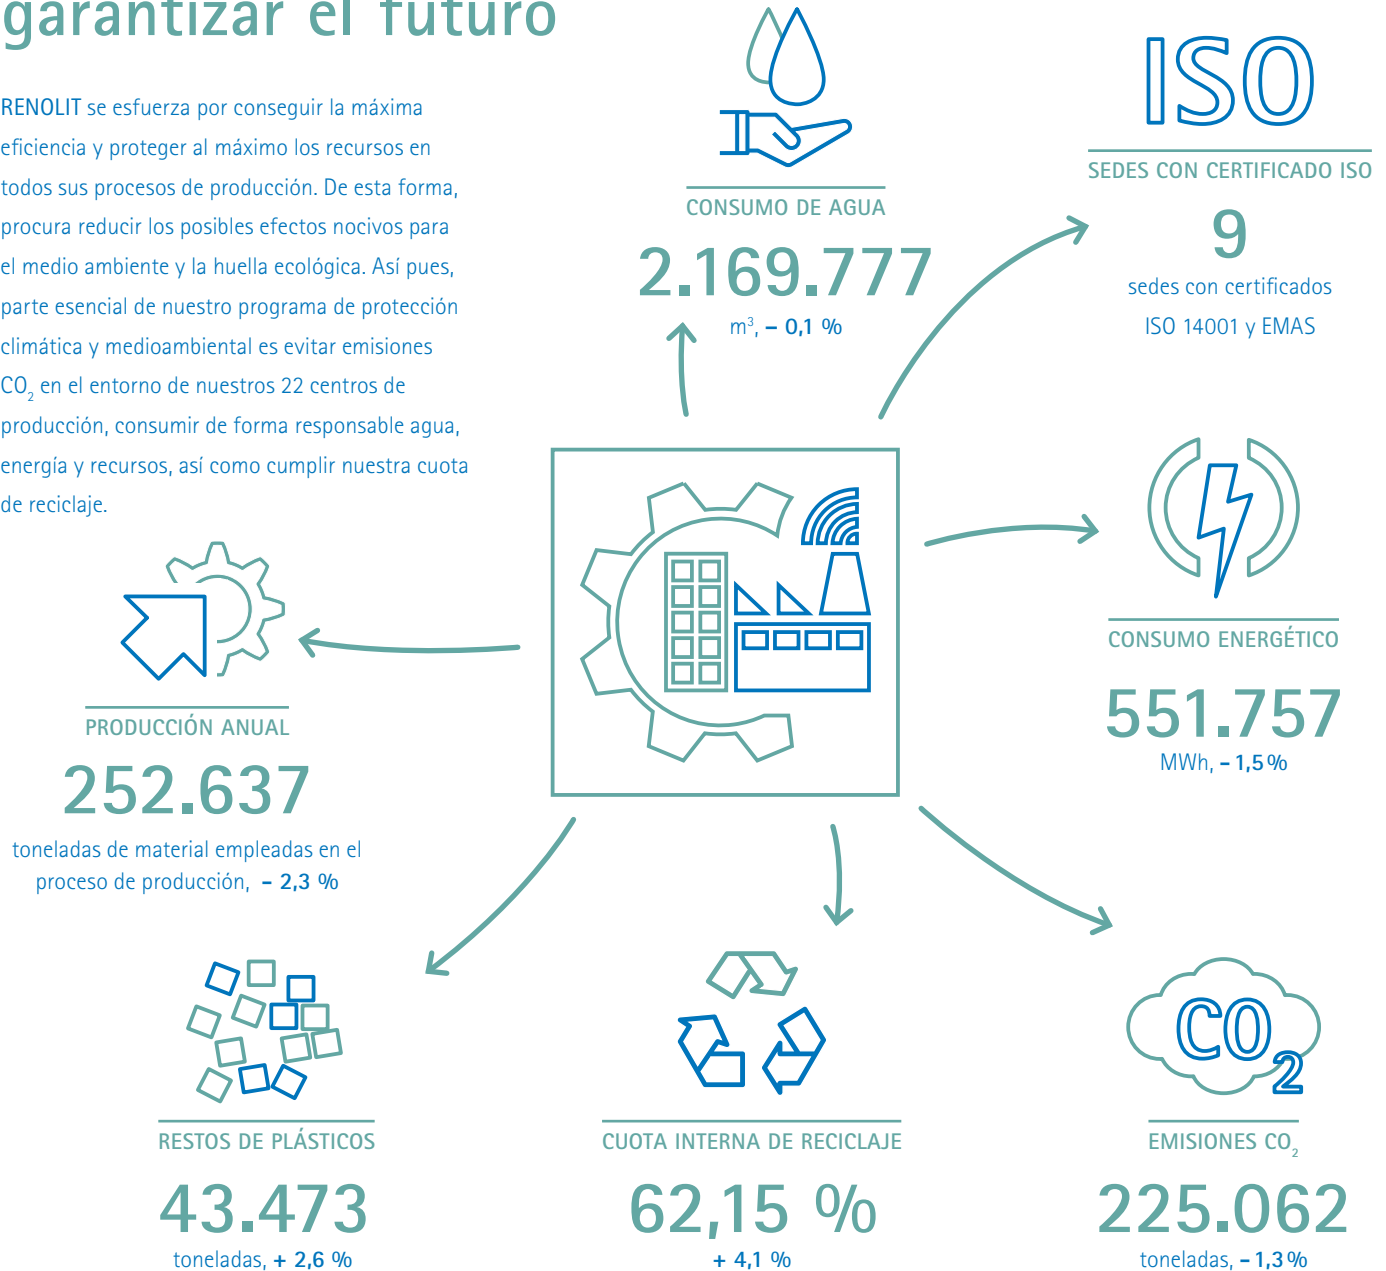 garantizar el futuro
RENOLIT se esfuerza por conseguir la máxima
eficiencia y proteger al máximo los recursos en
todos sus procesos de producción. De esta forma,
procura reducir los posibles efectos nocivos para
el medio ambiente y la huella ecológica. Así pues,
parte esencial de nuestro programa de protección
climática y medioambiental es evitar emisiones
CO₂ en el entorno de nuestros 22 centros de
producción, consumir de forma responsable agua,
energía y recursos, así como cumplir nuestra cuota
de reciclaje.
CONSUMO DE AGUA
2.169.777
m³, – 0,1 %
ISO
SEDES CON CERTIFICADO ISO
9
sedes con certificados
ISO 14001 y EMAS
CONSUMO ENERGÉTICO
551.757
MWh, – 1,5 %
PRODUCCIÓN ANUAL
252.637
toneladas de material empleadas en el
proceso de producción, – 2,3 %
RESTOS DE PLÁSTICOS
43.473
toneladas, + 2,6 %
CUOTA INTERNA DE RECICLAJE
62,15 %
+ 4,1 %
CO₂
EMISIONES CO₂
225.062
toneladas, – 1,3 %